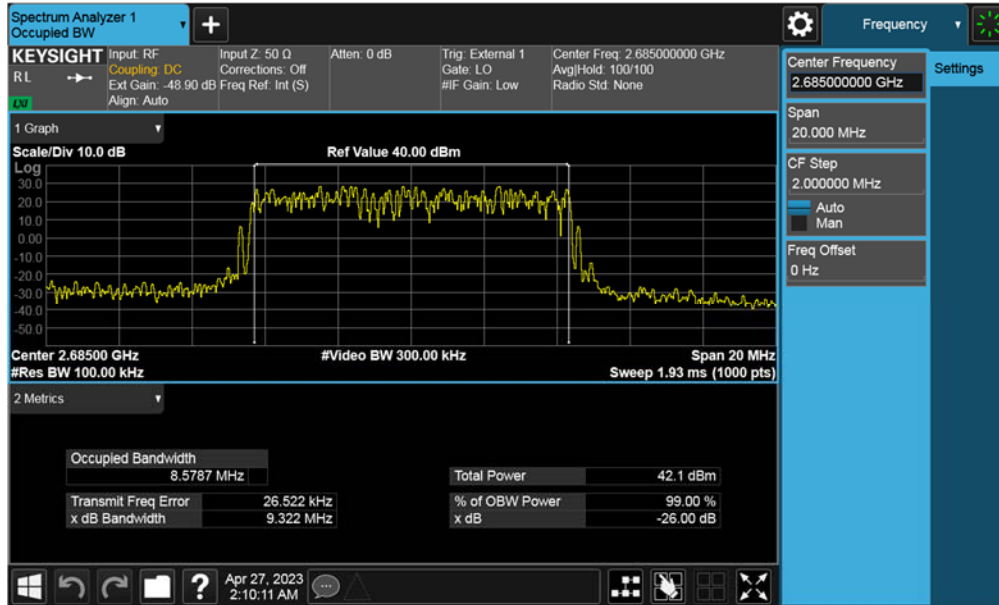 Spectrum Analyzer 1
Occupied BW
+
Frequency
KEYSIGHT
RL
LXI
Input: RF
Coupling: DC
Ext Gain: -48.90 dB
Align: Auto
Input Z: 50 Ω
Corrections: Off
Freq Ref: Int (S)
Atten: 0 dB
Trig: External 1
Gate: LO
#IF Gain: Low
Center Freq: 2.685000000 GHz
Avg|Hold: 100/100
Radio Std: None
Center Frequency
2.685000000 GHz
Settings
Span
20.000 MHz
CF Step
2.000000 MHz
Auto
Man
Freq Offset
0 Hz
1 Graph
Scale/Div 10.0 dB
Ref Value 40.00 dBm
Log
30.0
20.0
10.0
0.00
-10.0
-20.0
-30.0
-40.0
-50.0
Center 2.68500 GHz
#Video BW 300.00 kHz
Span 20 MHz
#Res BW 100.00 kHz
Sweep 1.93 ms (1000 pts)
2 Metrics
Occupied Bandwidth
8.5787 MHz
Total Power 42.1 dBm
Transmit Freq Error 26.522 kHz
% of OBW Power 99.00 %
x dB Bandwidth 9.322 MHz
x dB -26.00 dB
?
Apr 27, 2023
2:10:11 AM